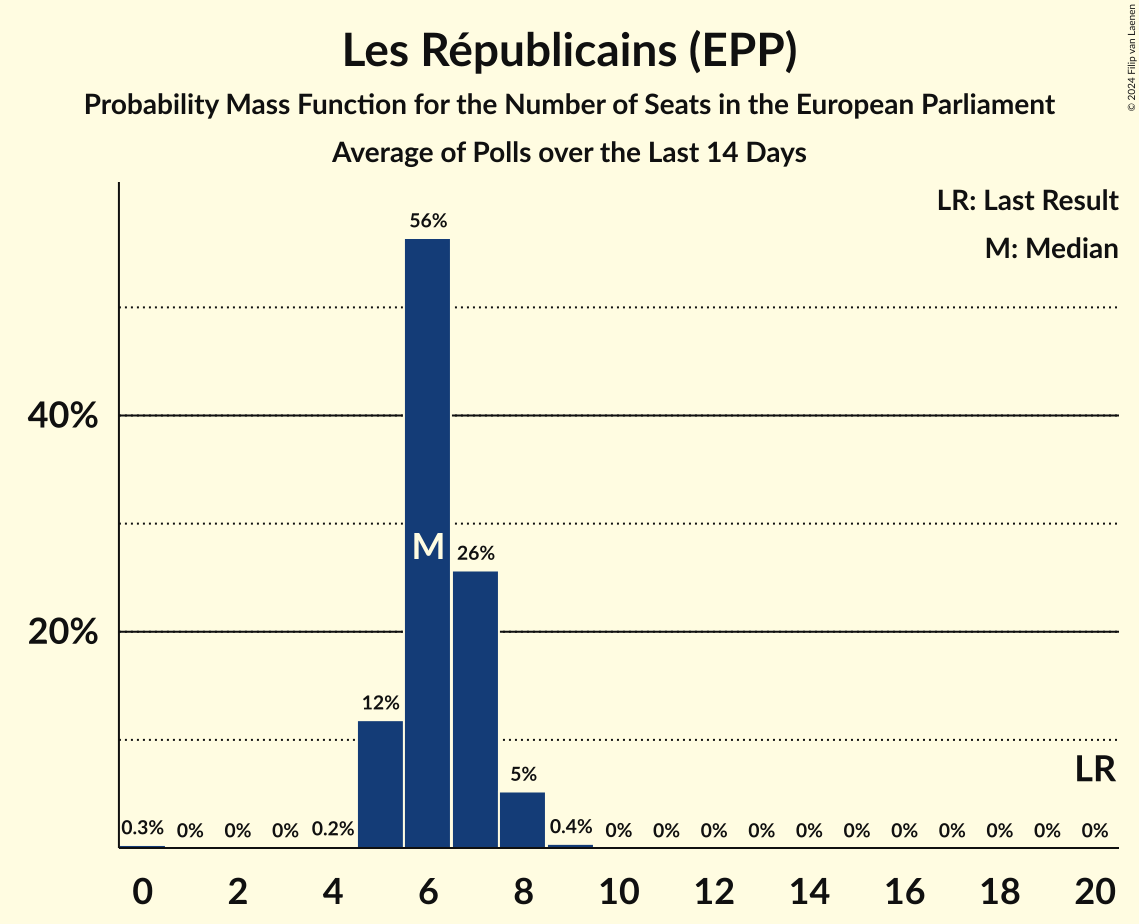 Les Républicains (EPP)
Probability Mass Function for the Number of Seats in the European Parliament
Average of Polls over the Last 14 Days
© 2024 Filip van Laenen
LR: Last Result
M: Median
56%
40%
M
26%
20%
12%
LR
5%
0.3% 0% 0% 0% 0.2% 0.4% 0% 0% 0% 0% 0% 0% 0% 0% 0% 0% 0%
0 2 4 6 8 10 12 14 16 18 20